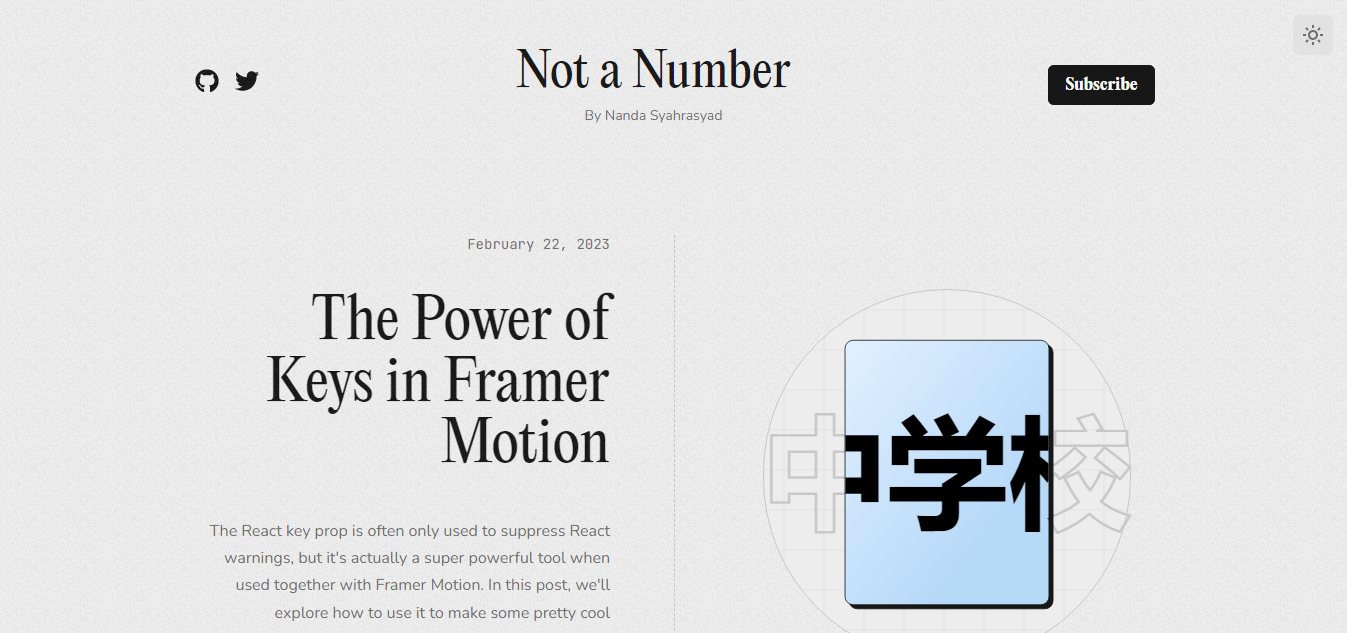 Not a Number
By Nanda Syahrasyad
Subscribe
February 22, 2023
The Power of
Keys in Framer
Motion
The React key prop is often only used to suppress React
warnings, but it's actually a super powerful tool when
used together with Framer Motion. In this post, we'll
explore how to use it to make some pretty cool
中学校